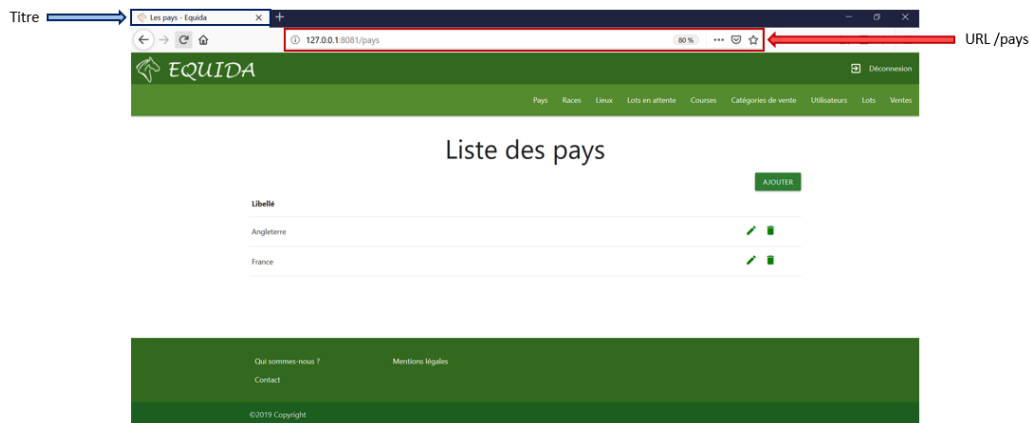 Titre
Les pays - Equida
127.0.0.1:8081/pays
80 %
URL /pays
EQUIDA
Déconnexion
Pays Races Lieux Lots en attente Courses Catégories de vente Utilisateurs Lots Ventes
Liste des pays
AJOUTER
Libellé
Angleterre
France
Qui sommes-nous ? Mentions légales
Contact
©2019 Copyright